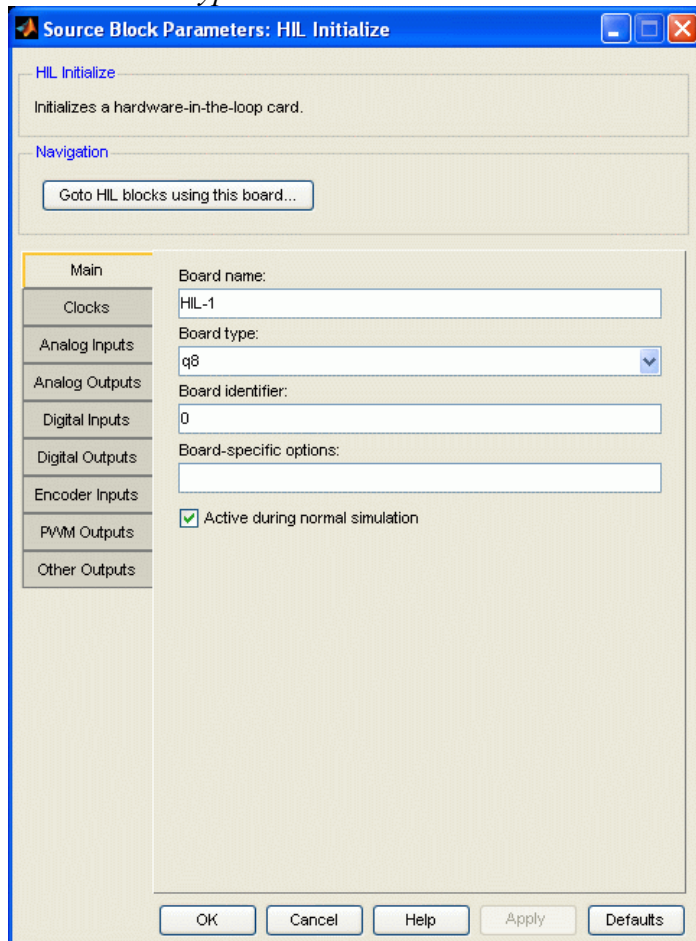 Source Block Parameters: HIL Initialize
HIL Initialize
Initializes a hardware-in-the-loop card.
Navigation
Goto HIL blocks using this board...
Main
Clocks
Analog Inputs
Analog Outputs
Digital Inputs
Digital Outputs
Encoder Inputs
PWM Outputs
Other Outputs
Board name:
HIL-1
Board type:
q8
Board identifier:
0
Board-specific options:
Active during normal simulation
OK Cancel Help Apply Defaults